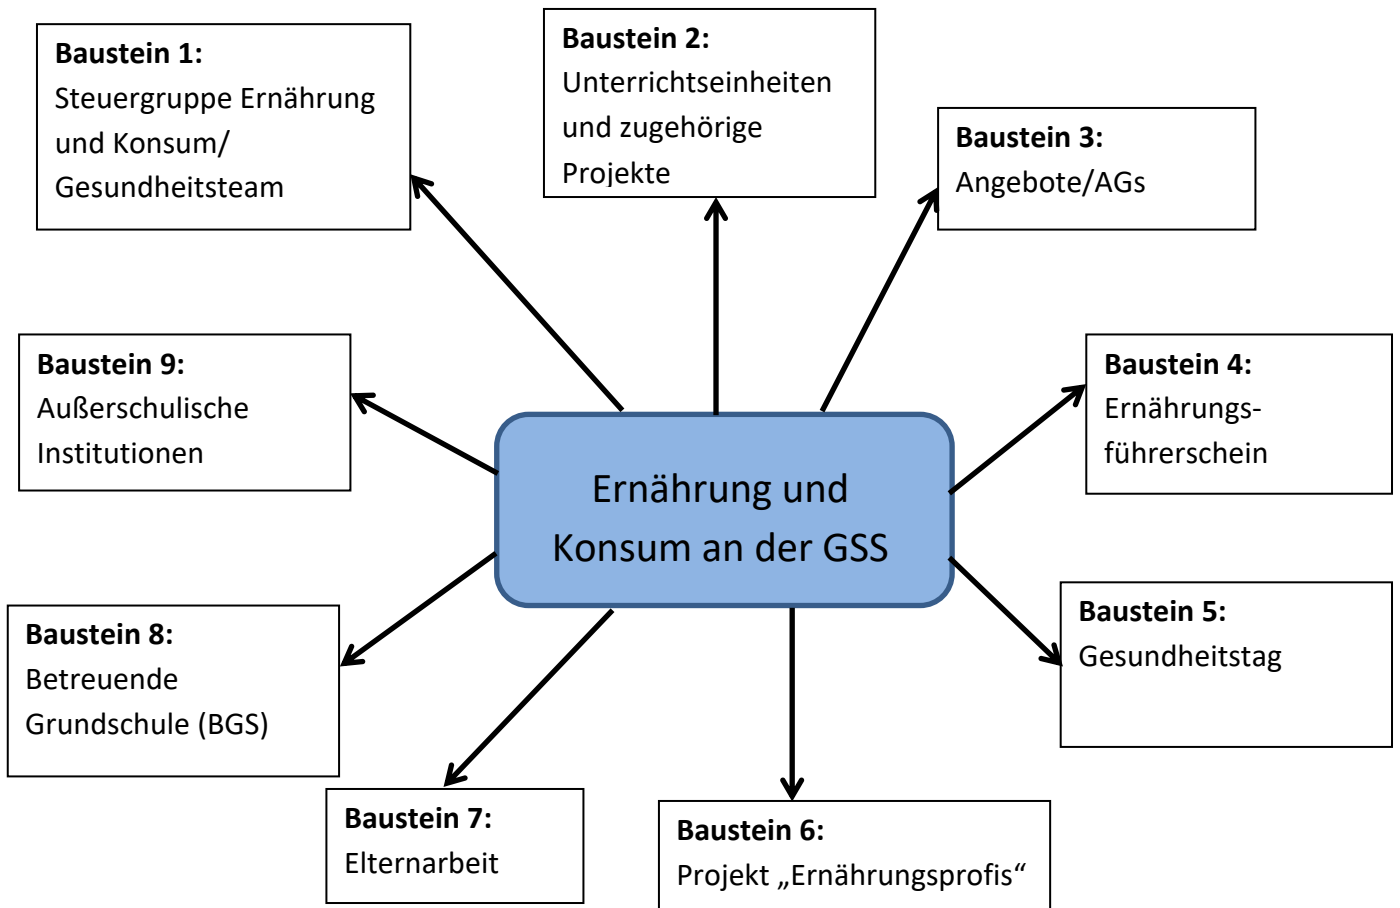 Baustein 1:
Steuergruppe Ernährung
und Konsum/
Gesundheitsteam
Baustein 2:
Unterrichtseinheiten
und zugehörige
Projekte
Baustein 3:
Angebote/AGs
Baustein 4:
Ernährungs-
führerschein
Baustein 5:
Gesundheitstag
Baustein 6:
Projekt „Ernährungsprofis“
Baustein 7:
Elternarbeit
Baustein 8:
Betreuende
Grundschule (BGS)
Baustein 9:
Außerschulische
Institutionen
Ernährung und
Konsum an der GSS